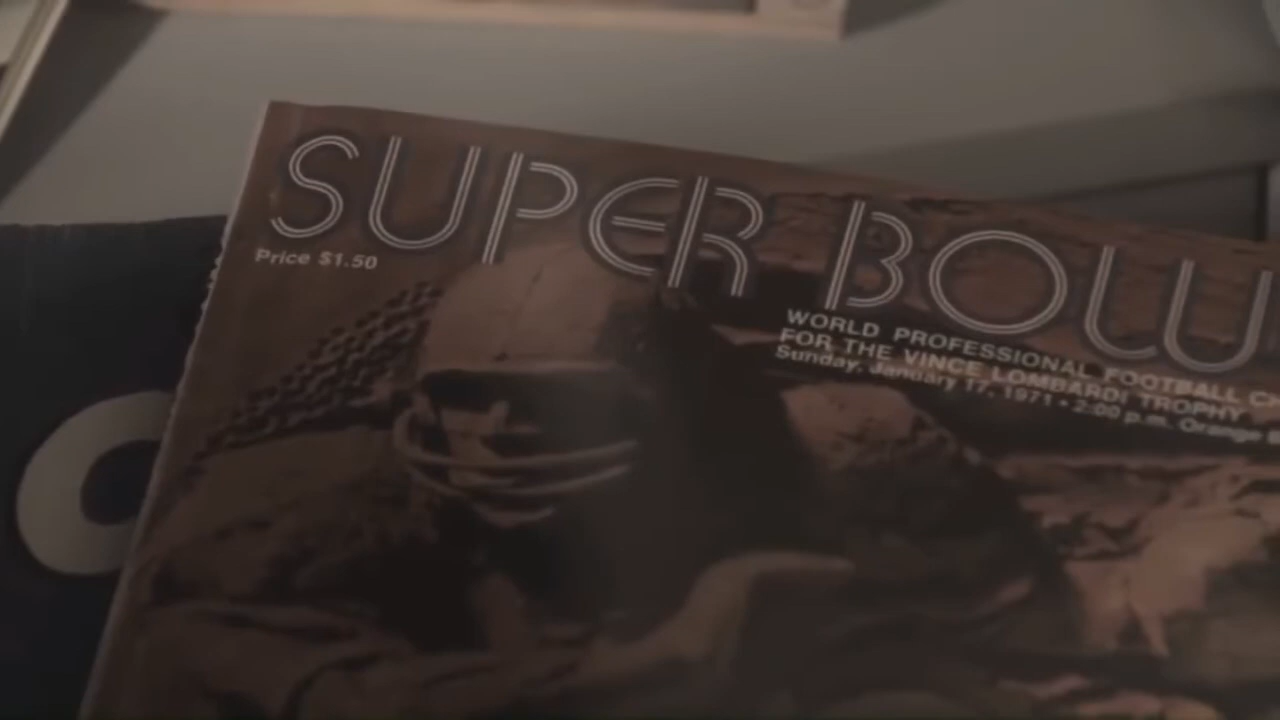 SUPER BOW
Price $1.50
WORLD PROFESSIONAL FOOTBALL
FOR THE VINCE LOMBARDI TROPHY
Sunday, January 17, 1971 • 2:00 p.m. Orange